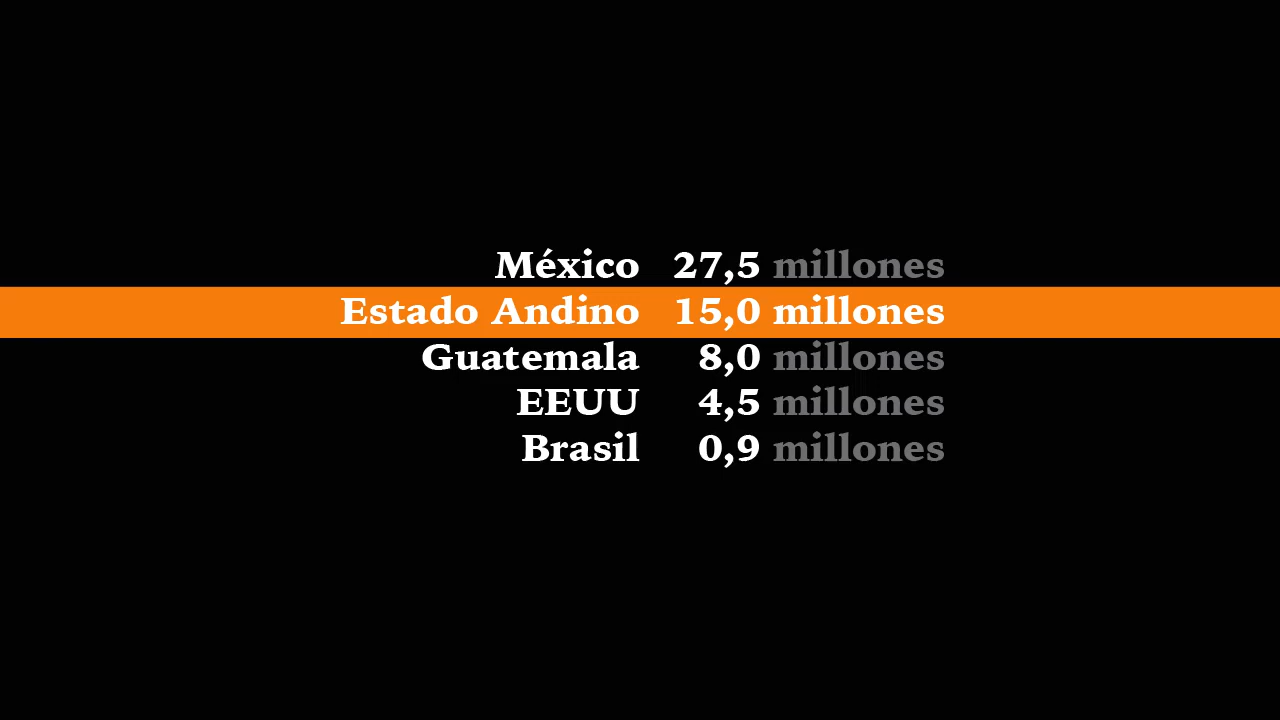 México 27,5 millones
Estado Andino 15,0 millones
Guatemala 8,0 millones
EEUU 4,5 millones
Brasil 0,9 millones